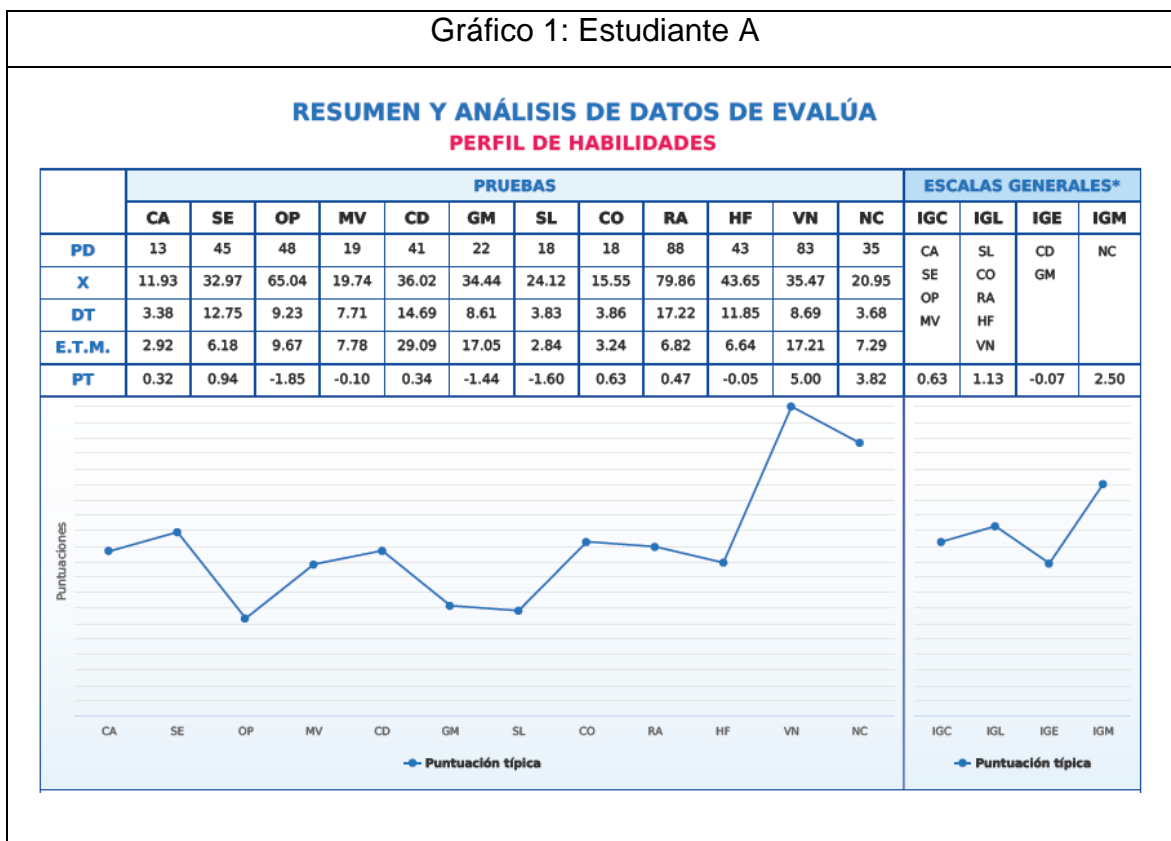 Gráfico 1: Estudiante A
RESUMEN Y ANÁLISIS DE DATOS DE EVALÚA
PERFIL DE HABILIDADES
PRUEBAS ESCALAS GENERALES*
CA SE OP MV CD GM SL CO RA HF VN NC IGC IGL IGE IGM
PD 13 45 48 19 41 22 18 18 88 43 83 35 CA SL CD NC
X 11.93 32.97 65.04 19.74 36.02 34.44 24.12 15.55 79.86 43.65 35.47 20.95 SE CO GM
DT 3.38 12.75 9.23 7.71 14.69 8.61 3.83 3.86 17.22 11.85 8.69 3.68 OP RA
MV HF
E.T.M. 2.92 6.18 9.67 7.78 29.09 17.05 2.84 3.24 6.82 6.64 17.21 7.29 VN
PT 0.32 0.94 -1.85 -0.10 0.34 -1.44 -1.60 0.63 0.47 -0.05 5.00 3.82 0.63 1.13 -0.07 2.50
Puntuaciones
CA SE OP MV CD GM SL CO RA HF VN NC IGC IGL IGE IGM
Puntuación típica Puntuación típica